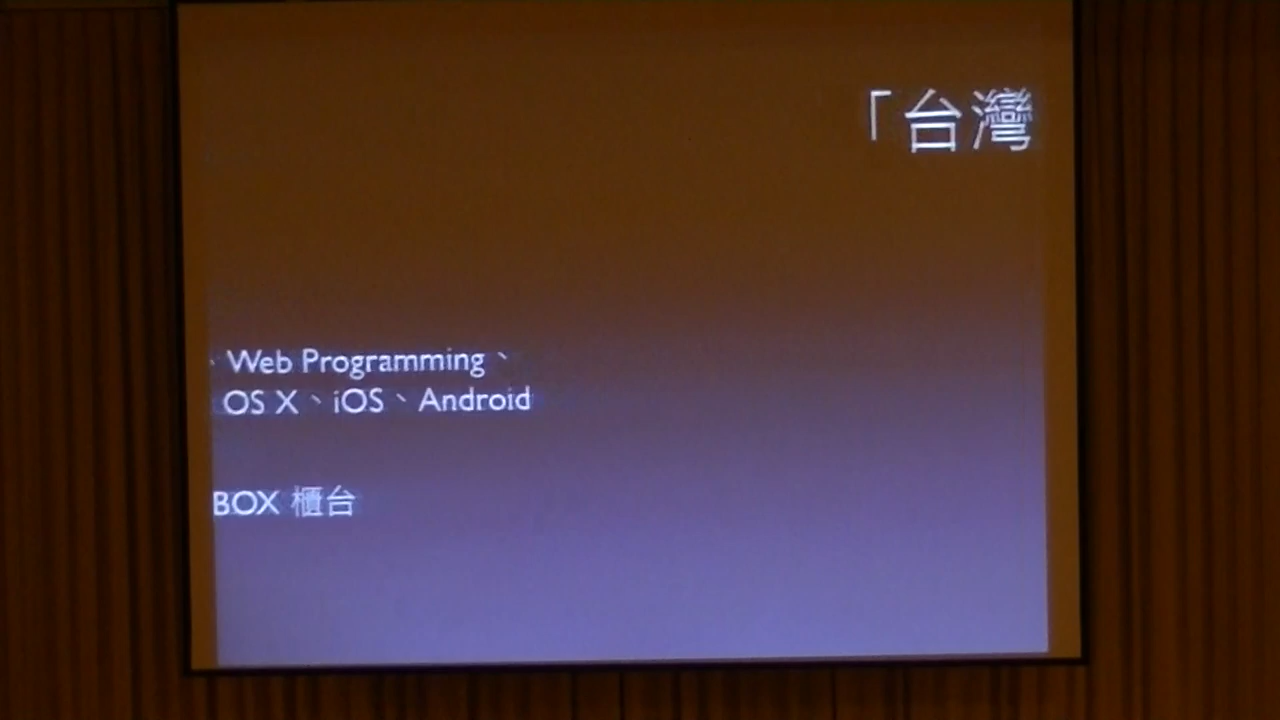 「台灣
、Web Programming、
OS X、iOS、Android
BOX 櫃台